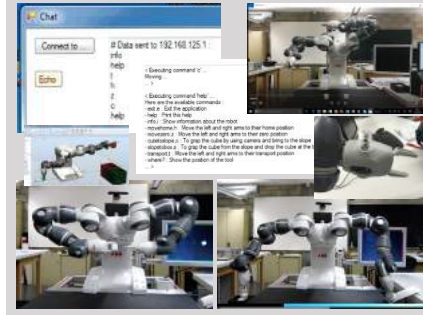 Chat
Connect to ...
Echo
# Data sent to 192.168.125.1 :
info
help
t
h
z
c
help
< Executing command 'c' ...
Moving ...
... >
< Executing command 'help' ...
Here are the available commands :
- exit.e : Exit the application
- help : Print this help
- info.i : Show information about the robot
- movehome.h : Move the left and right arms to their home position
- movezero.z : Move the left and right arms to their zero position
- cubetoslope.c : To grap the cube by using camera and bring to the slope
- slopetobox.s : To grap the cube from the slope and drop the cube at the
- transport.t : Move the left and right arms to their transport position
- where.? : Show the position of the tool
... >
ABB
ABB